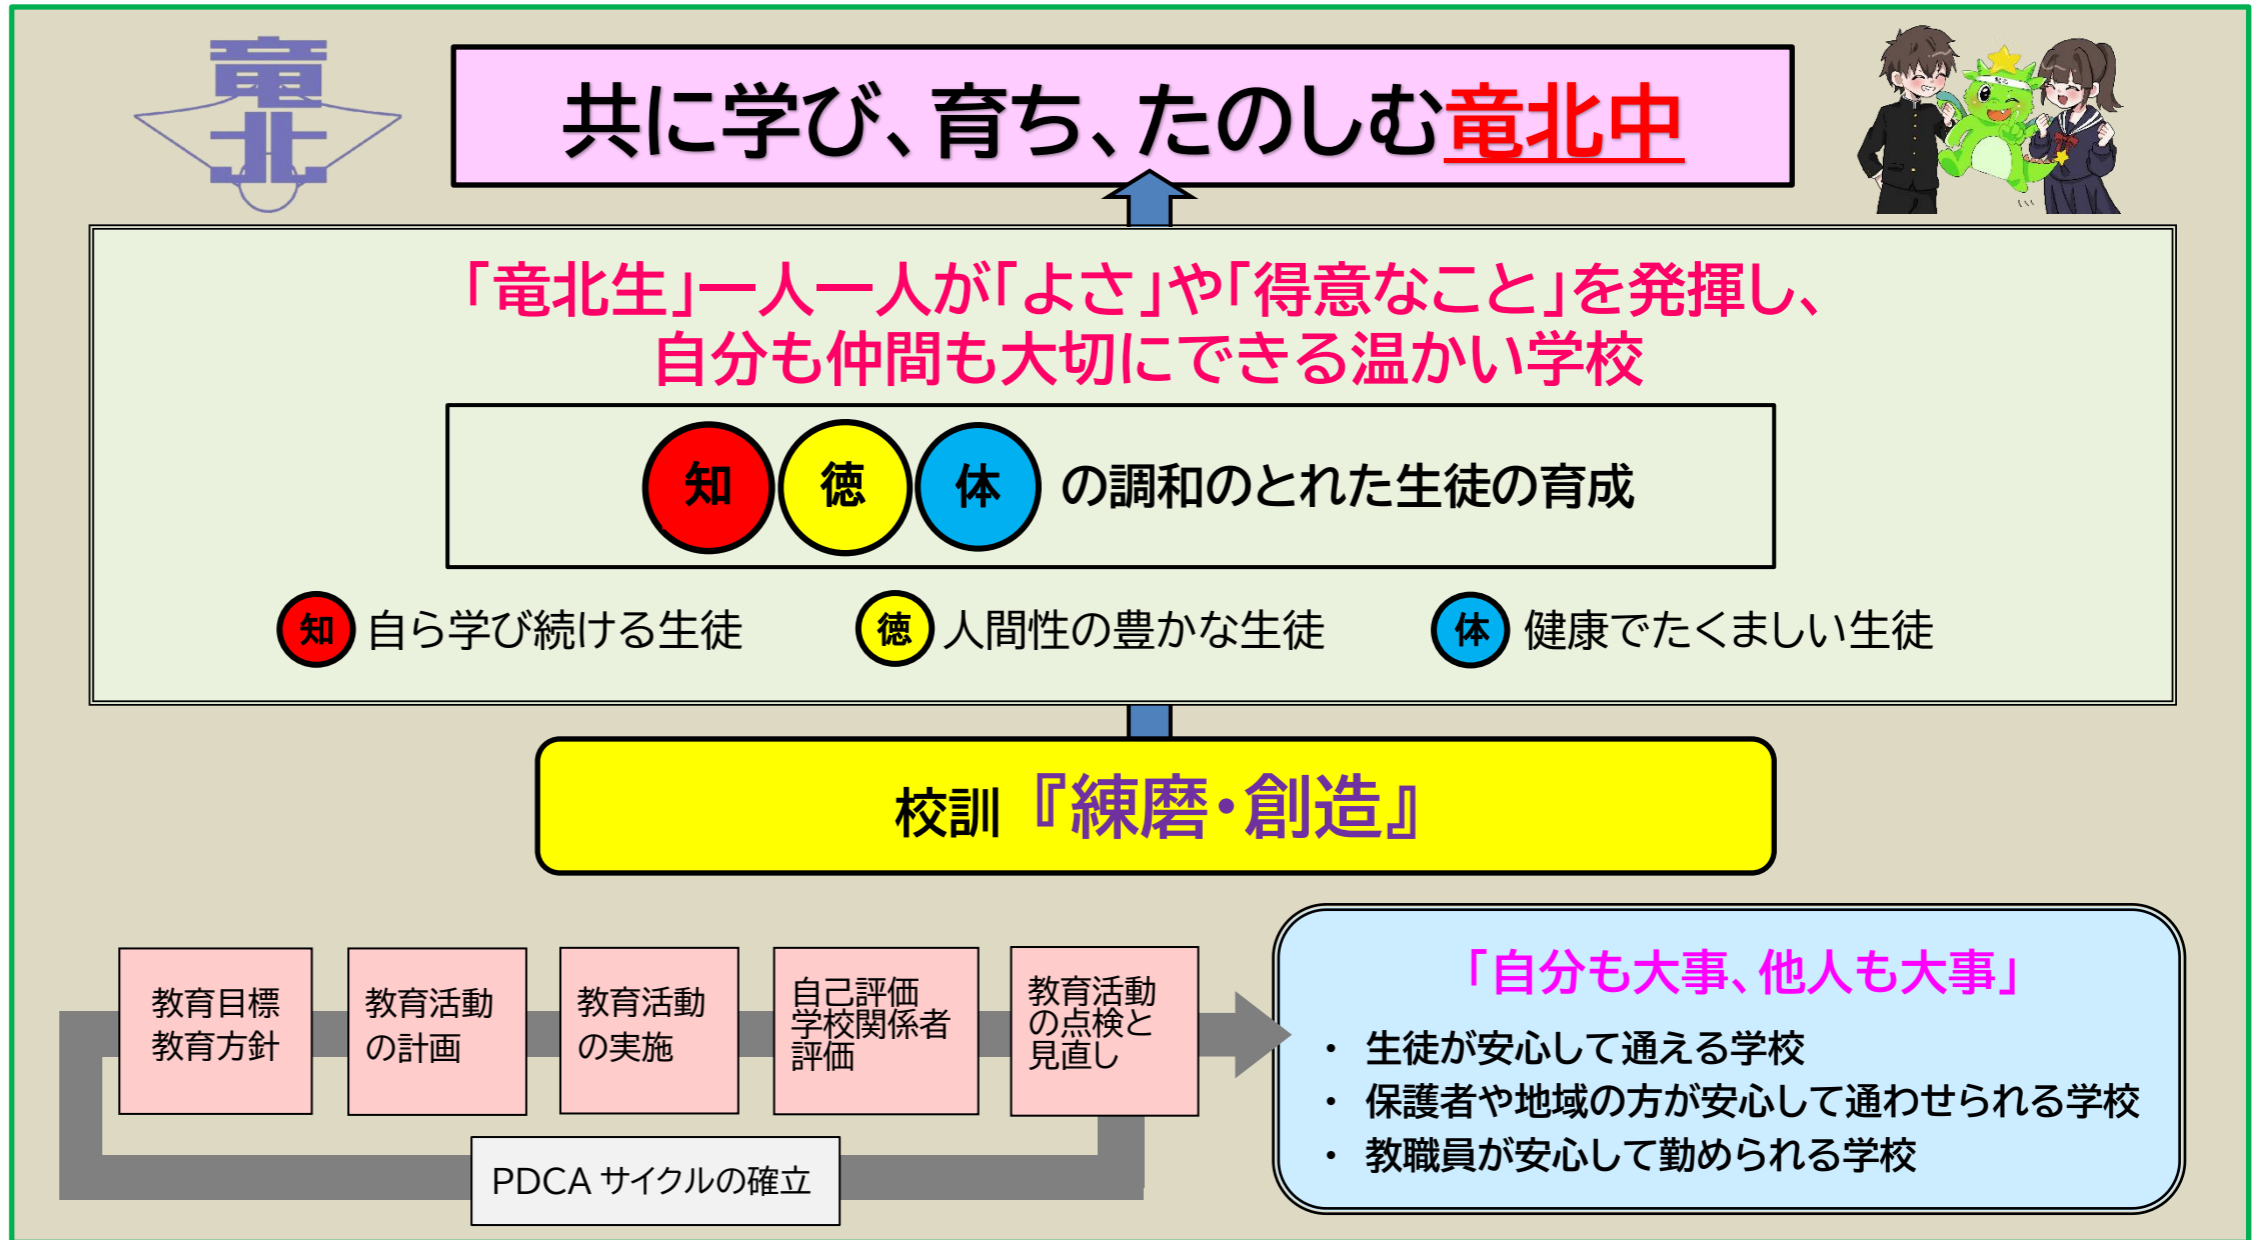 竜北
共に学び、育ち、たのしむ竜北中
「竜北生」一人一人が「よさ」や「得意なこと」を発揮し、
自分も仲間も大切にできる温かい学校
知 徳 体 の調和のとれた生徒の育成
知 自ら学び続ける生徒
徳 人間性の豊かな生徒
体 健康でたくましい生徒
校訓『練磨・創造』
教育目標
教育方針
教育活動
の計画
教育活動
の実施
自己評価
学校関係者
評価
教育活動
の点検と
見直し
PDCA サイクルの確立
「自分も大事、他人も大事」
・ 生徒が安心して通える学校
・ 保護者や地域の方が安心して通わせられる学校
・ 教職員が安心して勤められる学校